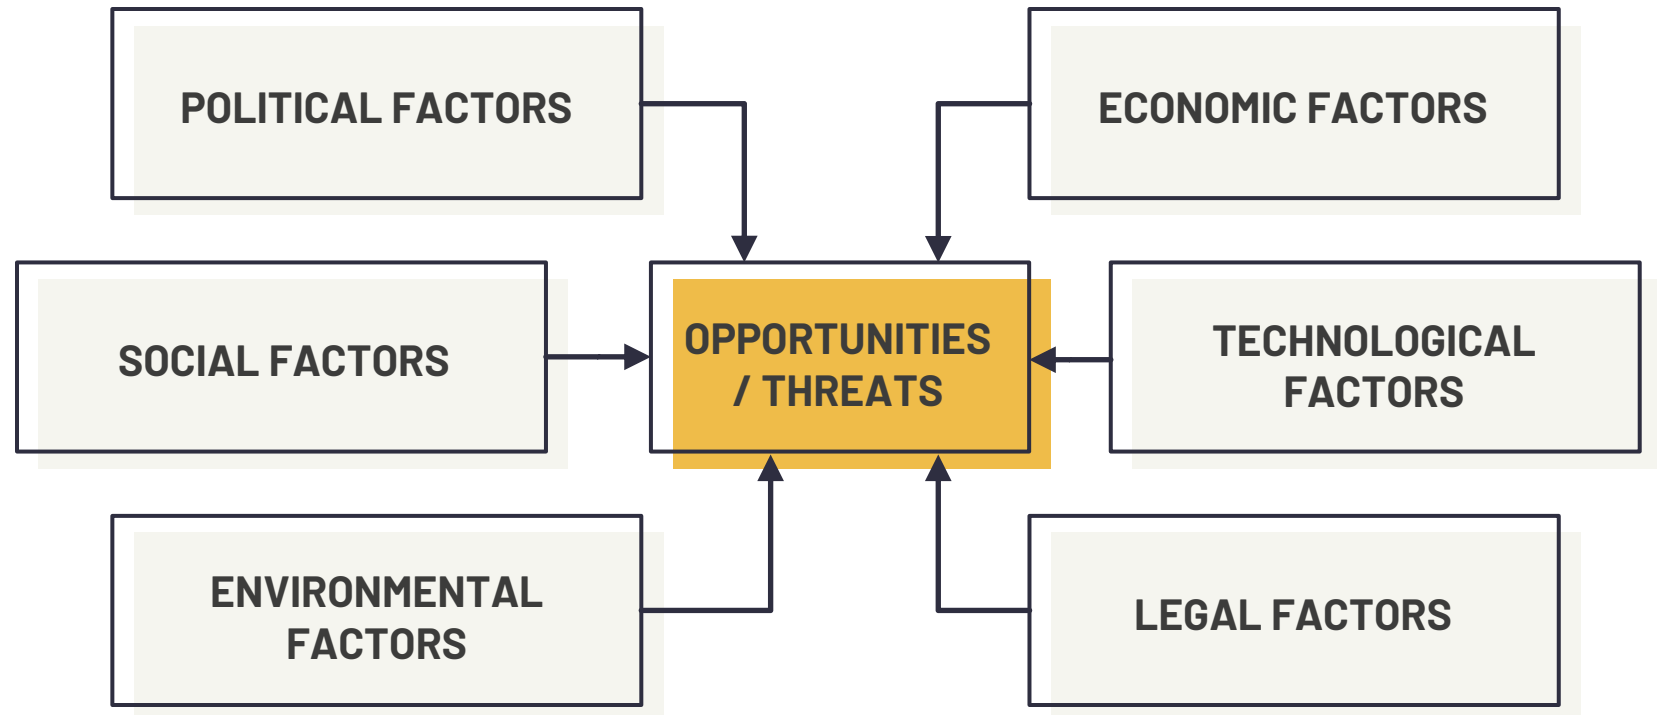 POLITICAL FACTORS
ECONOMIC FACTORS
SOCIAL FACTORS
OPPORTUNITIES
/ THREATS
TECHNOLOGICAL
FACTORS
ENVIRONMENTAL
FACTORS
LEGAL FACTORS